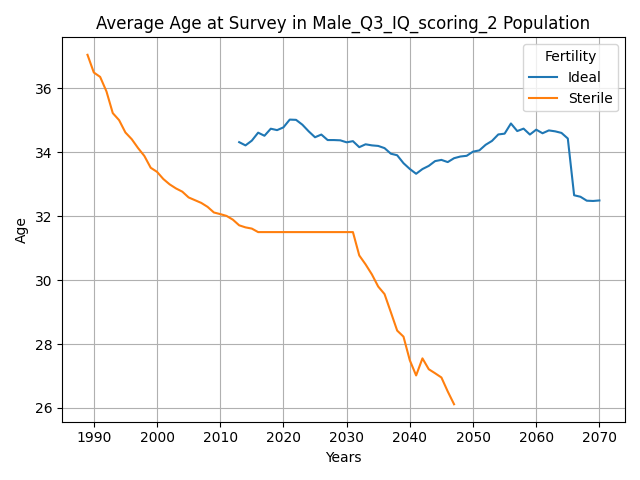 Average Age at Survey in Male_Q3_IQ_scoring_2 Population
Fertility
Ideal
Sterile
36
34
32
30
28
26
Age
1990 2000 2010 2020 2030 2040 2050 2060 2070
Years